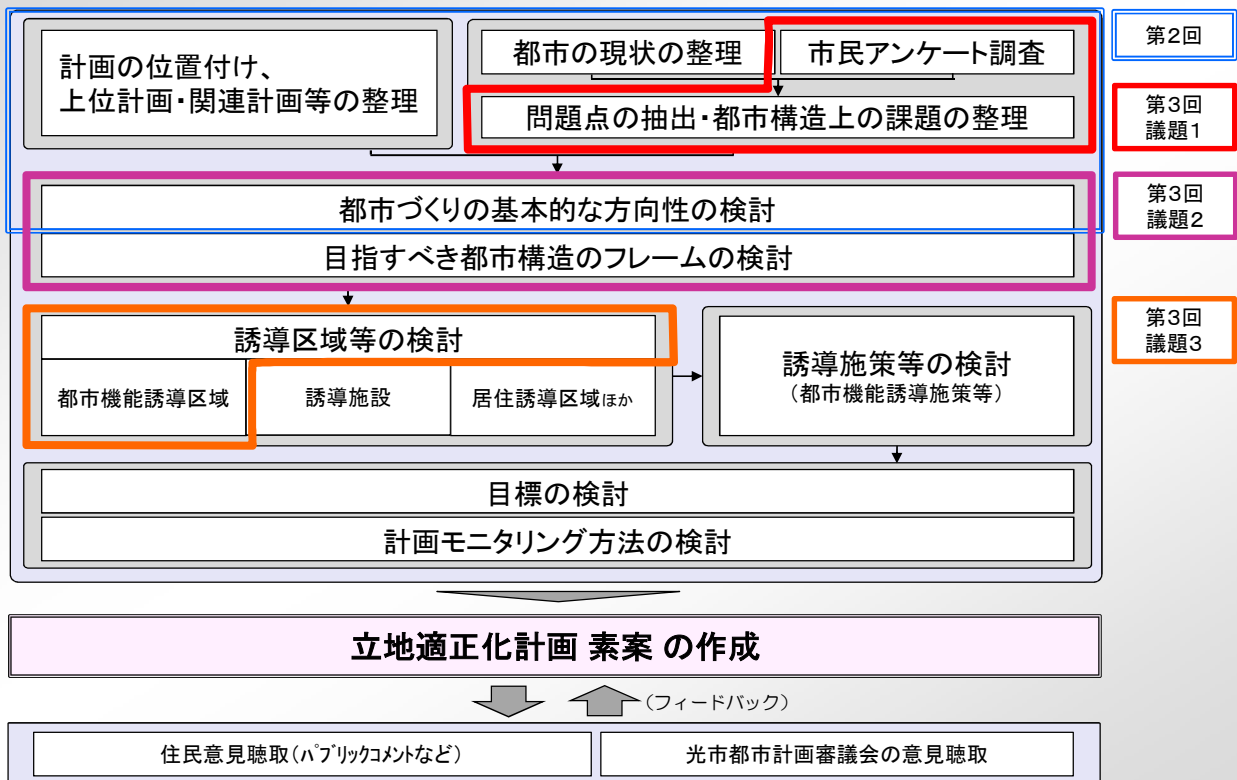 計画の位置付け、
上位計画・関連計画等の整理
都市の現状の整理
市民アンケート調査
問題点の抽出・都市構造上の課題の整理
第2回
第3回
議題1
都市づくりの基本的な方向性の検討
目指すべき都市構造のフレームの検討
第3回
議題2
誘導区域等の検討
都市機能誘導区域
誘導施設
居住誘導区域ほか
誘導施策等の検討
(都市機能誘導施策等)
第3回
議題3
目標の検討
計画モニタリング方法の検討
立地適正化計画 素案 の作成
(フィードバック)
住民意見聴取(パブリックコメントなど)
光市都市計画審議会の意見聴取